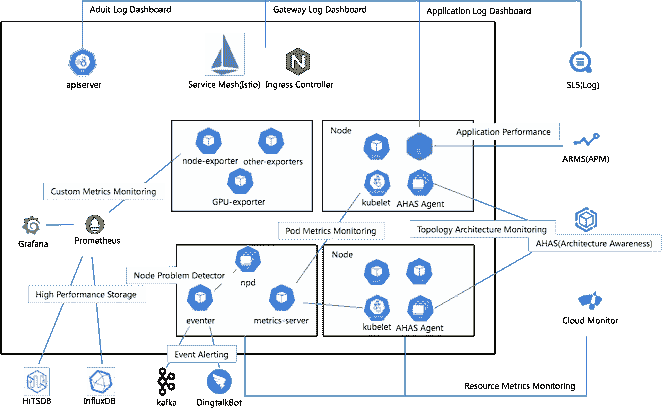 Aduit Log Dashboard
Gateway Log Dashboard
Application Log Dashboard
apiserver
Service Mesh(Istio)
Ingress Controller
SLS(Log)
Node
node-exporter
other-exporters
GPU-exporter
Application Performance
ARMS(APM)
kubelet
AHAS Agent
Custom Metrics Monitoring
Grafana
Prometheus
Pod Metrics Monitoring
Topology Architecture Monitoring
AHAS(Architecture Awareness)
Node
Node Problem Detector
npd
High Performance Storage
eventer
metrics-server
kubelet
AHAS Agent
Cloud Monitor
Event Alerting
HiTSDB
InfluxDB
kafka
DingtalkBot
Resource Metrics Monitoring